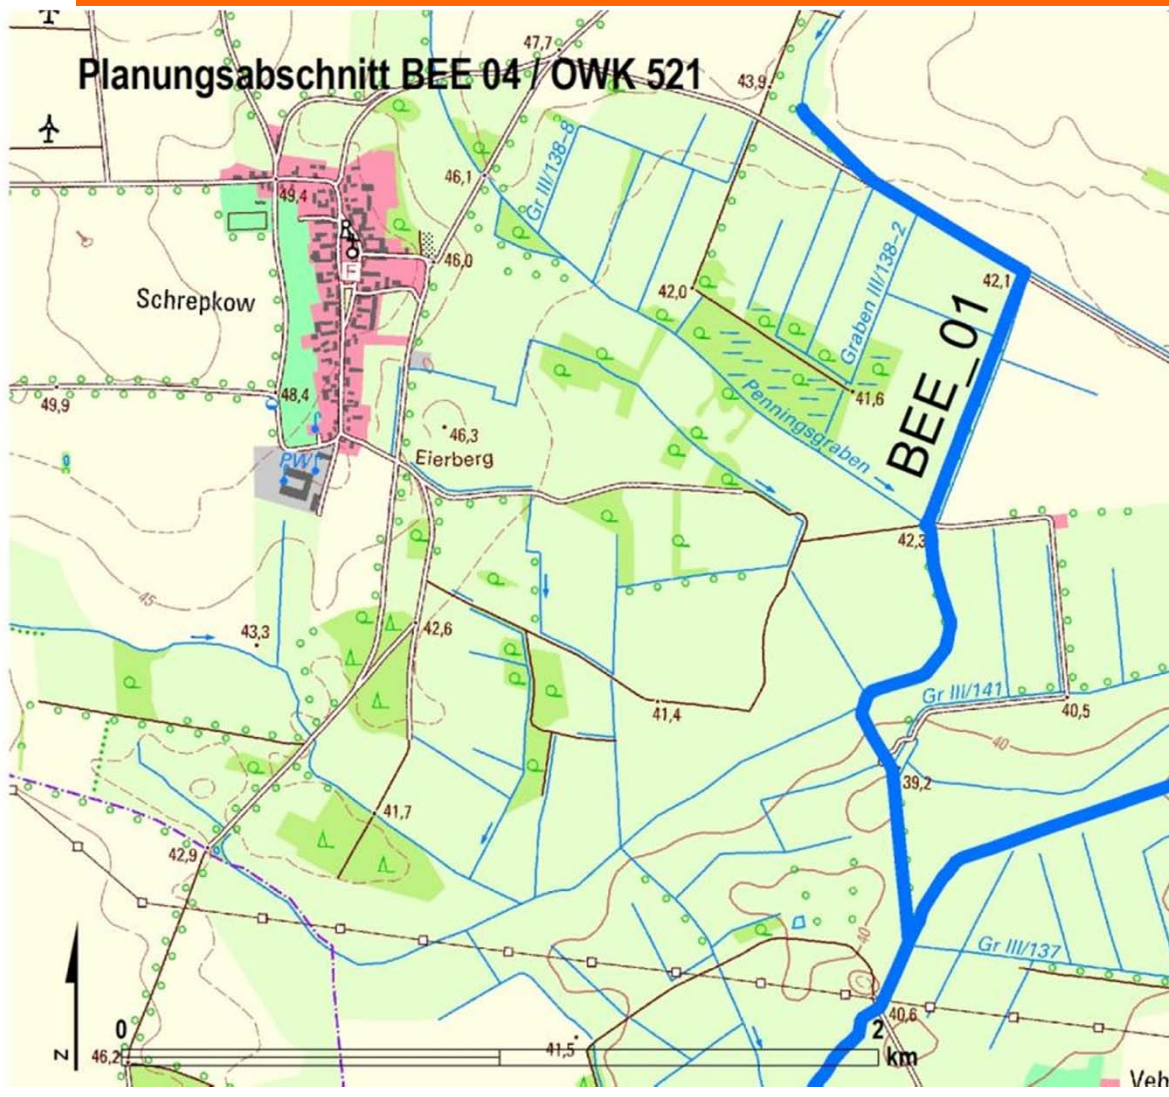 47,7
Planungsabschnitt BEE 04 / OWK 521
43,9
Gr III/138-8
46,1
49,4
46,0
F
Graben III/138-2
42,1
42,0
Schrepkow
BEE_01
49,9
48,4
41,6
46,3
Penningsgraben
Eierberg
PW
42,3
45
43,3
42,6
Gr III/141
41,4
40,5
40
39,2
41,7
42,9
40
Gr III/137
40,6
0
2
N
46,2
41,5
km
Veh